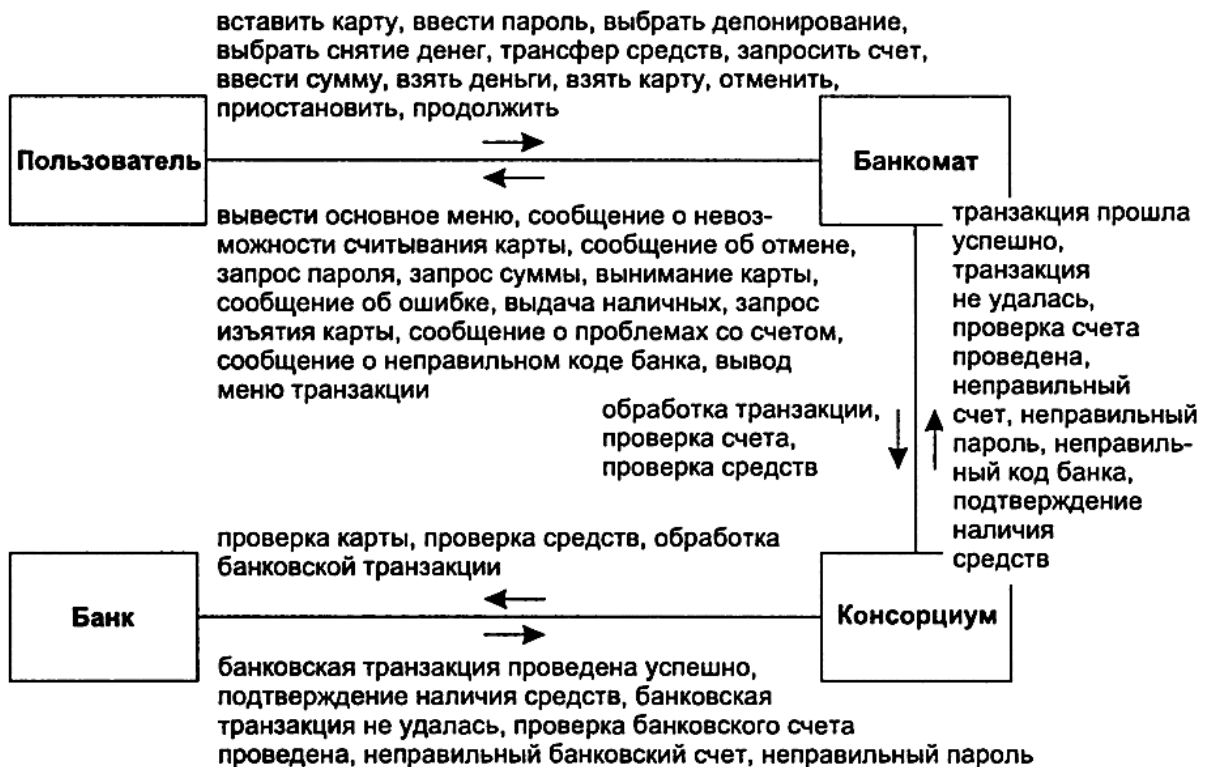 вставить карту, ввести пароль, выбрать депонирование,
выбрать снятие денег, трансфер средств, запросить счет,
ввести сумму, взять деньги, взять карту, отменить,
приостановить, продолжить
Пользователь
Банкомат
вывести основное меню, сообщение о невоз-
можности считывания карты, сообщение об отмене,
запрос пароля, запрос суммы, вынимание карты,
сообщение об ошибке, выдача наличных, запрос
изъятия карты, сообщение о проблемах со счетом,
сообщение о неправильном коде банка, вывод
меню транзакции
транзакция прошла
успешно,
транзакция
не удалась,
проверка счета
проведена,
неправильный
счет, неправильный
пароль, неправиль-
ный код банка,
подтверждение
наличия
средств
обработка транзакции,
проверка счета,
проверка средств
проверка карты, проверка средств, обработка
банковской транзакции
Банк
Консорциум
банковская транзакция проведена успешно,
подтверждение наличия средств, банковская
транзакция не удалась, проверка банковского счета
проведена, неправильный банковский счет, неправильный пароль